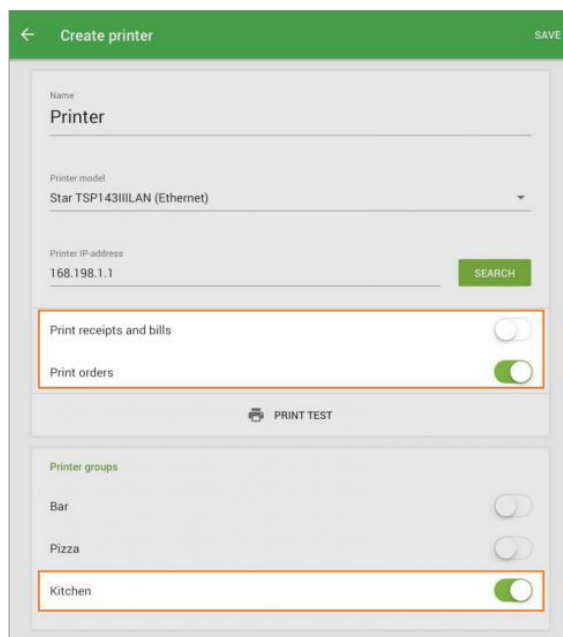 Create printer
SAVE
Name
Printer
Printer model
Star TSP143IIILAN (Ethernet)
Printer IP-address
168.198.1.1
SEARCH
Print receipts and bills
Print orders
PRINT TEST
Printer groups
Bar
Pizza
Kitchen